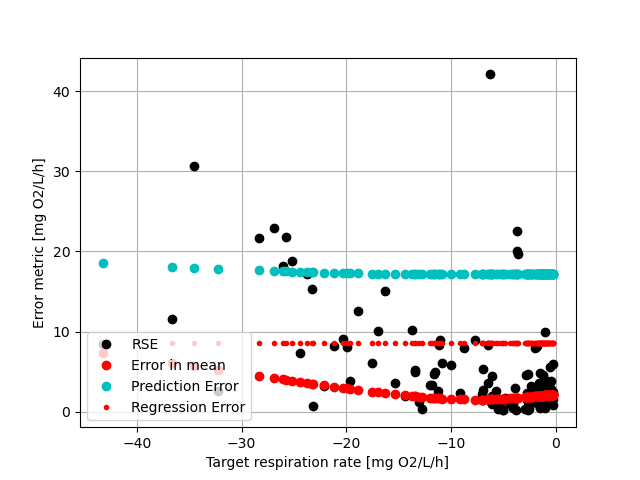 40
30
20
10
0
Error metric [mg O2/L/h]
RSE
Error in mean
Prediction Error
Regression Error
−40
−30
−20
−10
0
Target respiration rate [mg O2/L/h]